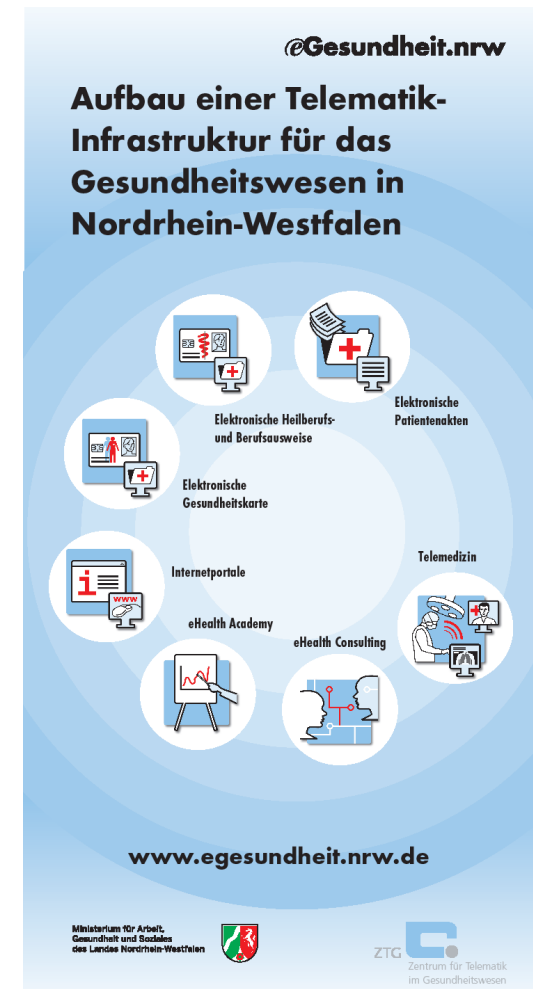 eGesundheit.nrw
Aufbau einer Telematik-
Infrastruktur für das
Gesundheitswesen in
Nordrhein-Westfalen
Elektronische
Patientenakten
Elektronische Heilberufs-
und Berufsausweise
Elektronische
Gesundheitskarte
Internetportale
i
www
Telemedizin
eHealth Academy
eHealth Consulting
www.egesundheit.nrw.de
Ministerium für Arbeit,
Gesundheit und Soziales
des Landes Nordrhein-Westfalen
ZTG
Zentrum für Telematik
im Gesundheitswesen